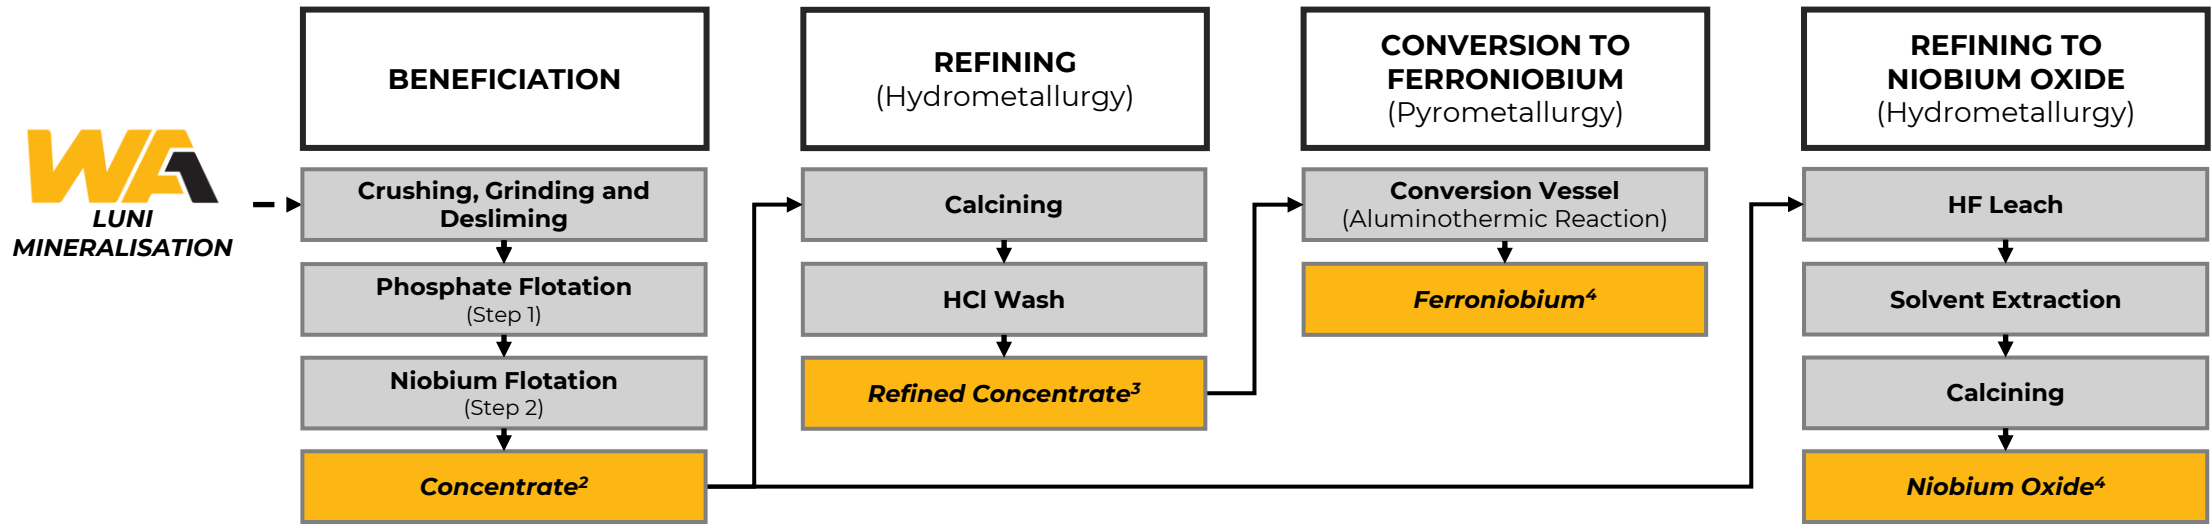 WA1
LUNI
MINERALISATION
BENEFICIATION
Crushing, Grinding and
Desliming
Phosphate Flotation
(Step 1)
Niobium Flotation
(Step 2)
Concentrate²
REFINING
(Hydrometallurgy)
Calcining
HCl Wash
Refined Concentrate³
CONVERSION TO
FERRONIOBIUM
(Pyrometallurgy)
Conversion Vessel
(Aluminothermic Reaction)
Ferroniobium⁴
REFINING TO
NIOBIUM OXIDE
(Hydrometallurgy)
HF Leach
Solvent Extraction
Calcining
Niobium Oxide⁴